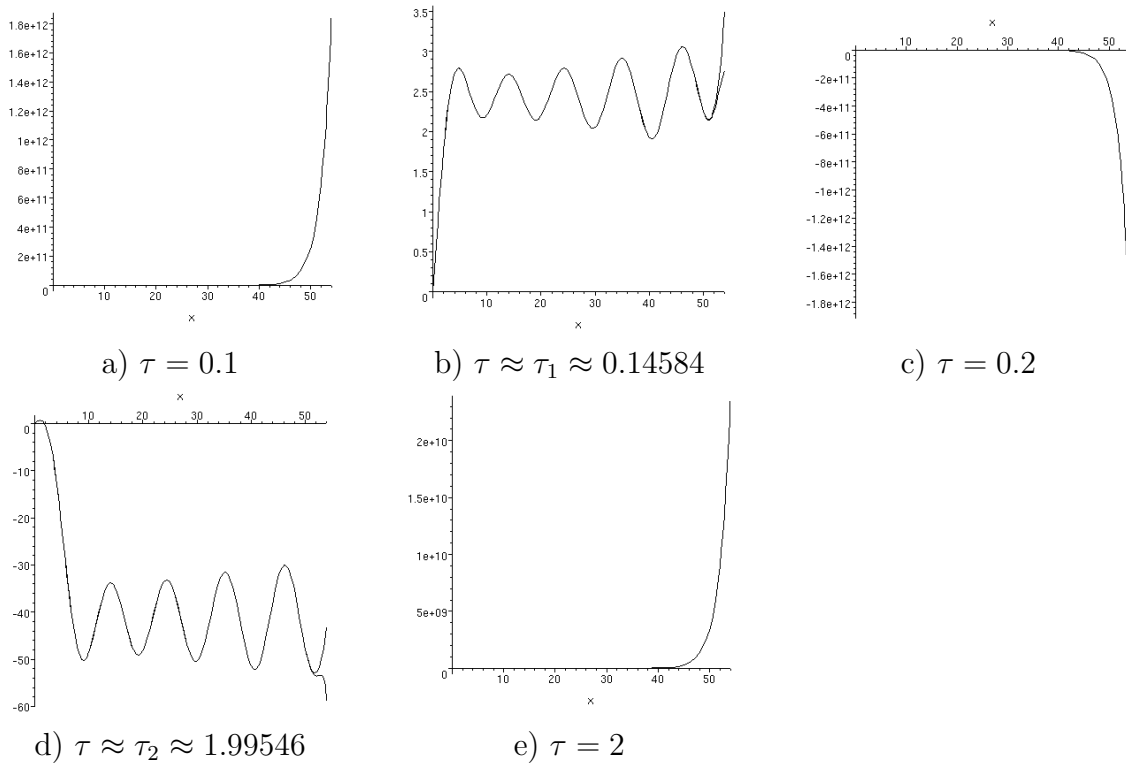 1.8e+12
1.6e+12
1.4e+12
1.2e+12
1e+12
8e+11
6e+11
4e+11
2e+11
0
10 20 30 40 50
x
a) τ = 0.1
3.5
3
2.5
2
1.5
1
0.5
0
10 20 30 40 50
x
b) τ ≈ τ₁ ≈ 0.14584
x
10 20 30 40 50
0
-2e+11
-4e+11
-6e+11
-8e+11
-1e+12
-1.2e+12
-1.4e+12
-1.6e+12
-1.8e+12
c) τ = 0.2
x
10 20 30 40 50
0
-10
-20
-30
-40
-50
-60
d) τ ≈ τ₂ ≈ 1.99546
2e+10
1.5e+10
1e+10
5e+09
0
10 20 30 40 50
x
e) τ = 2